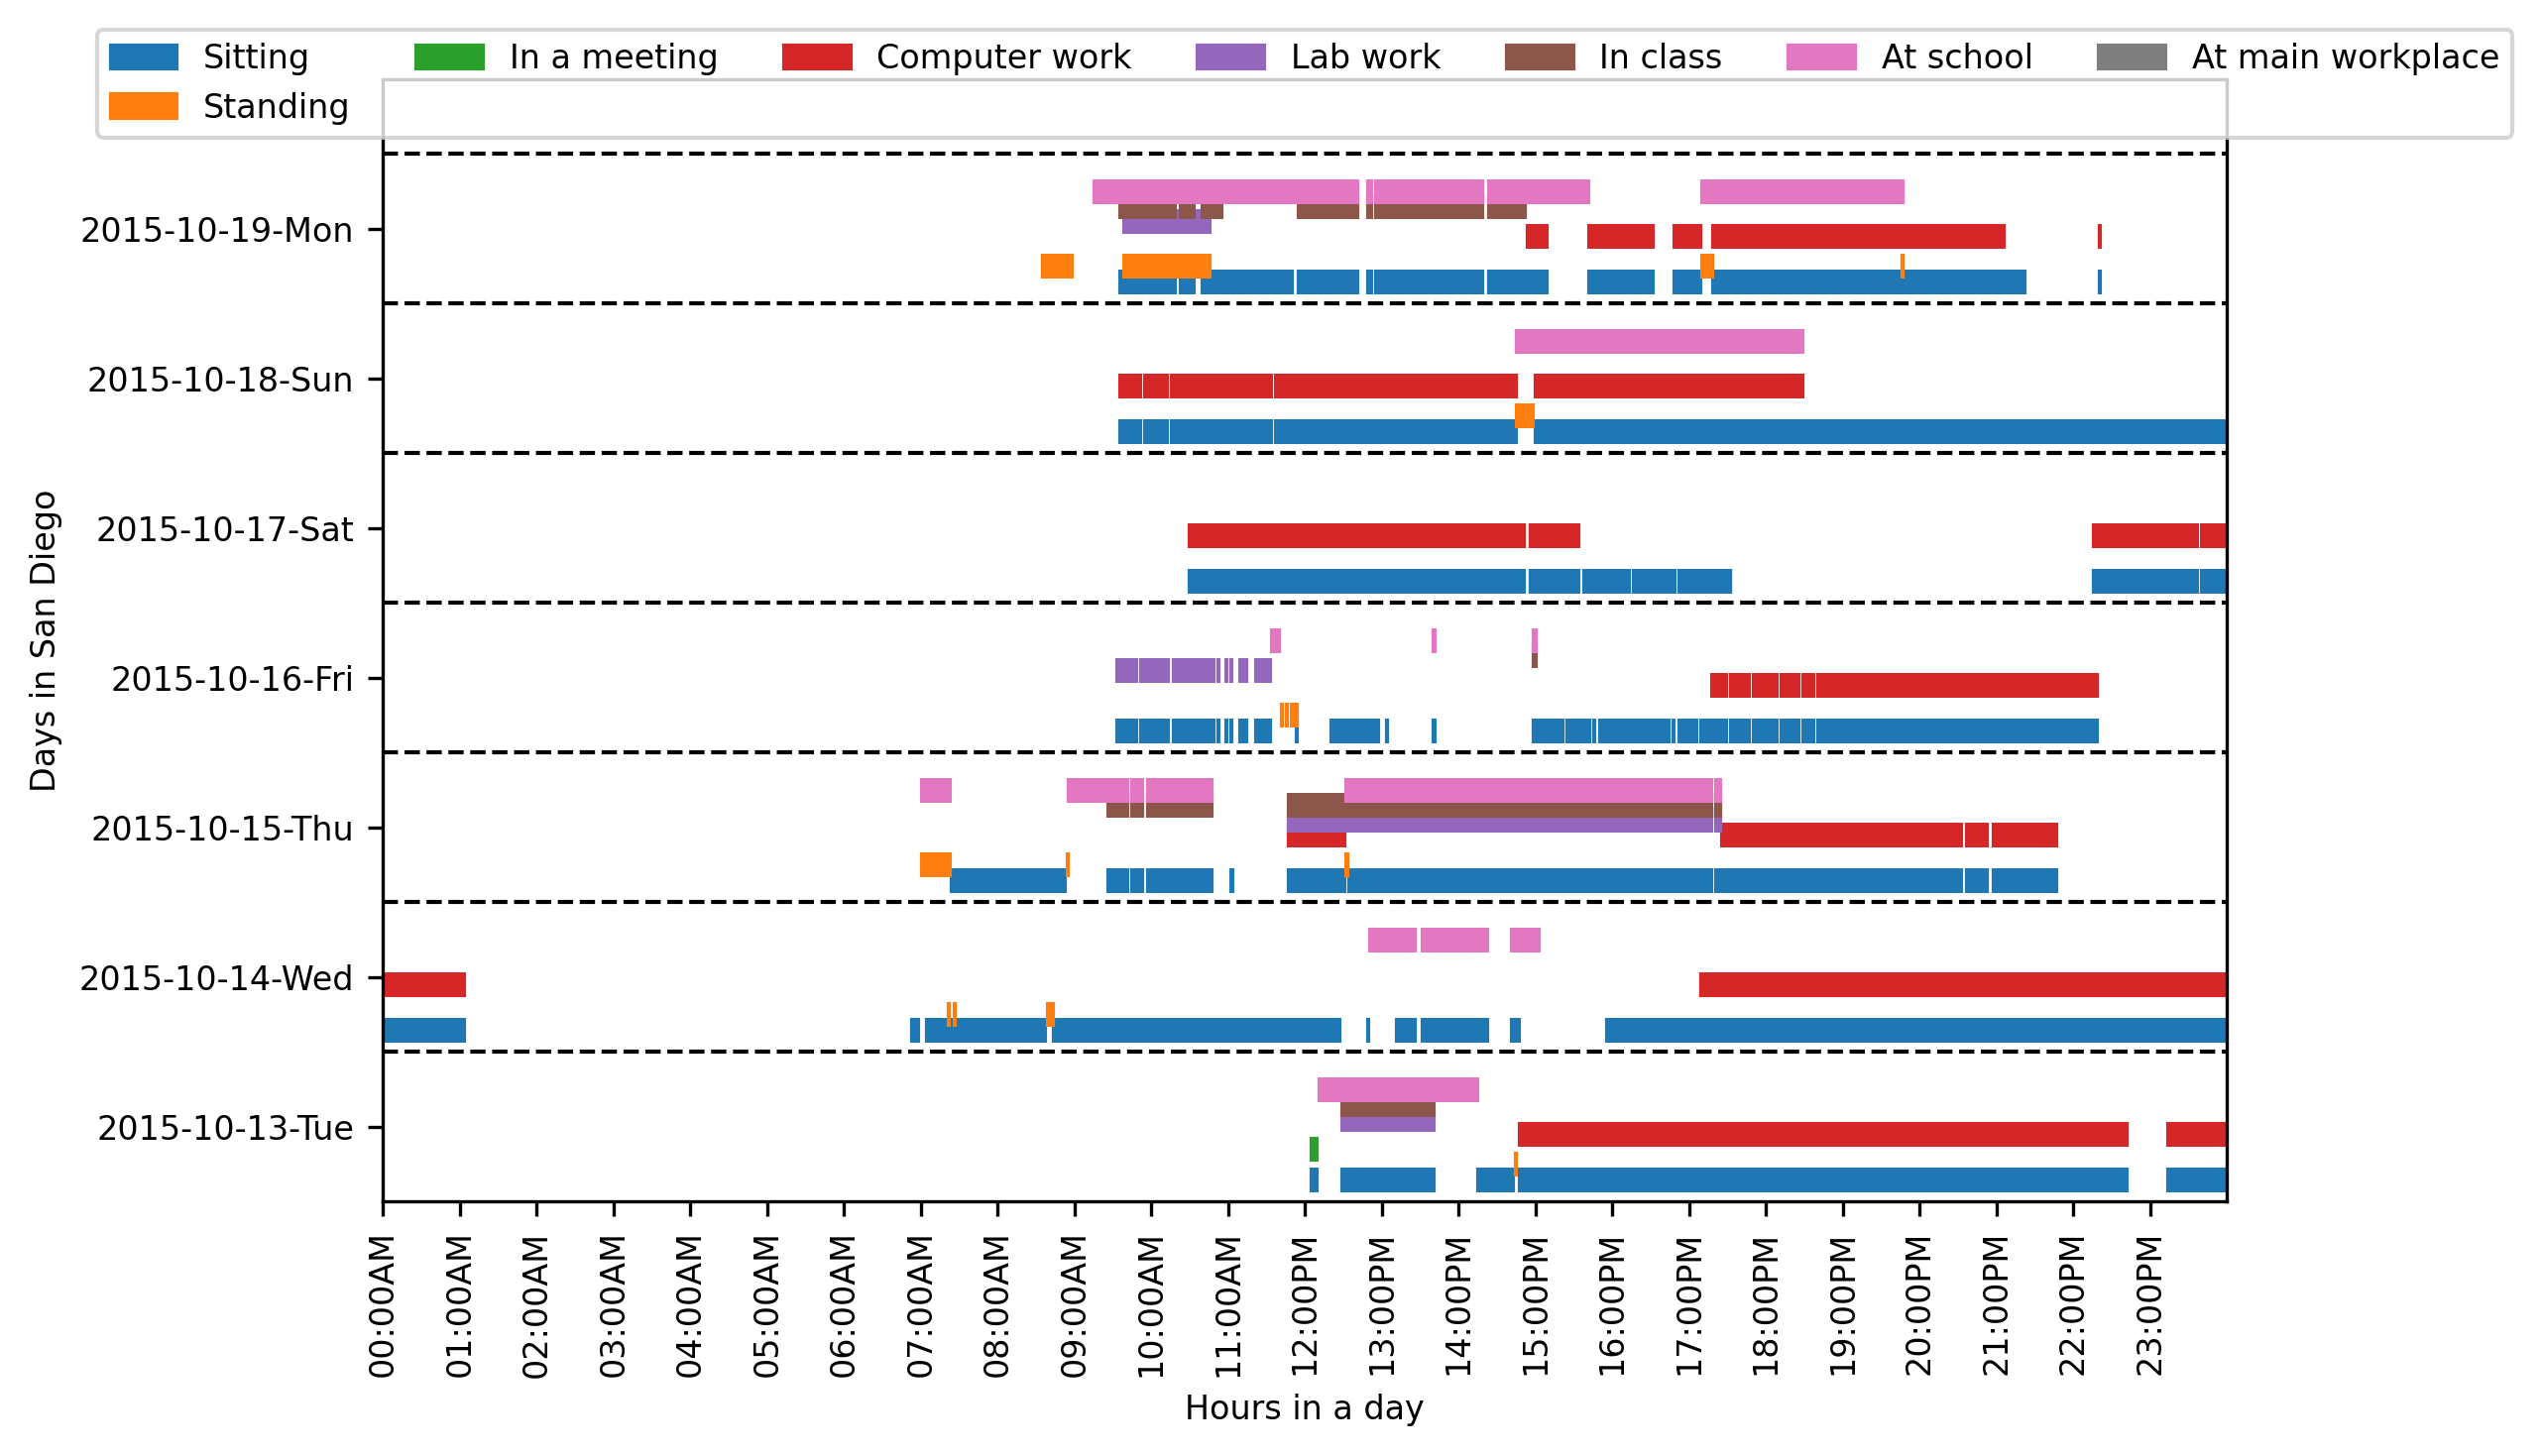 Sitting In a meeting Computer work Lab work In class At school At main workplace
Standing
Days in San Diego
2015-10-19-Mon
2015-10-18-Sun
2015-10-17-Sat
2015-10-16-Fri
2015-10-15-Thu
2015-10-14-Wed
2015-10-13-Tue
00:00AM
01:00AM
02:00AM
03:00AM
04:00AM
05:00AM
06:00AM
07:00AM
08:00AM
09:00AM
10:00AM
11:00AM
12:00PM
13:00PM
14:00PM
15:00PM
16:00PM
17:00PM
18:00PM
19:00PM
20:00PM
21:00PM
22:00PM
23:00PM
Hours in a day